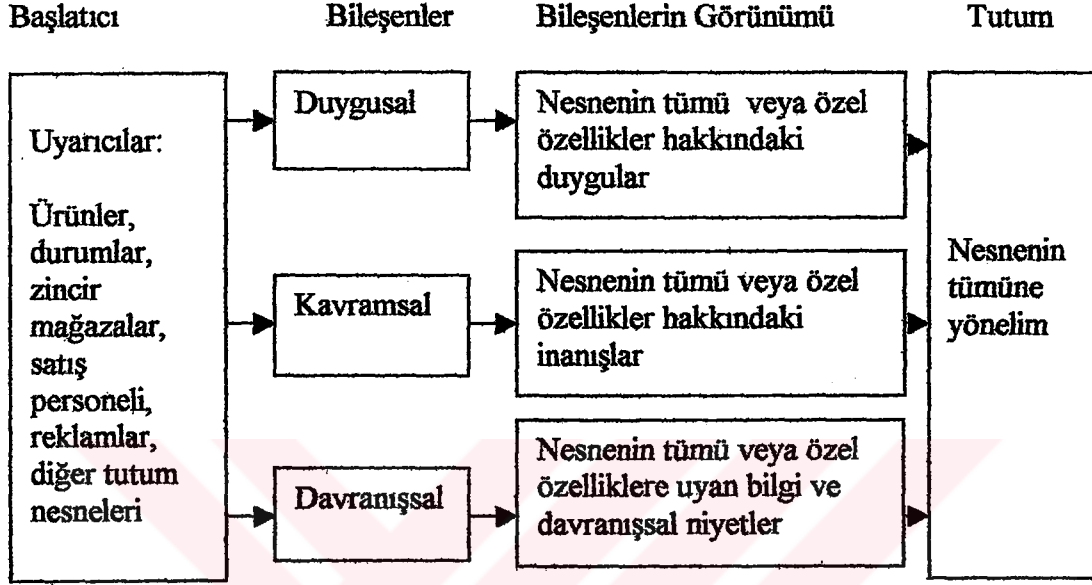 Başlatıcı Bileşenler Bileşenlerin Görünümü Tutum
Uyarıcılar:
Ürünler,
durumlar,
zincir
mağazalar,
satış
personeli,
reklamlar,
diğer tutum
nesneleri
Duygusal
Kavramsal
Davranışsal
Nesnenin tümü veya özel
özellikler hakkındaki
duygular
Nesnenin tümü veya özel
özellikler hakkındaki
inanışlar
Nesnenin tümü veya özel
özelliklere uyan bilgi ve
davranışsal niyetler
Nesnenin
tümüne
yönelim